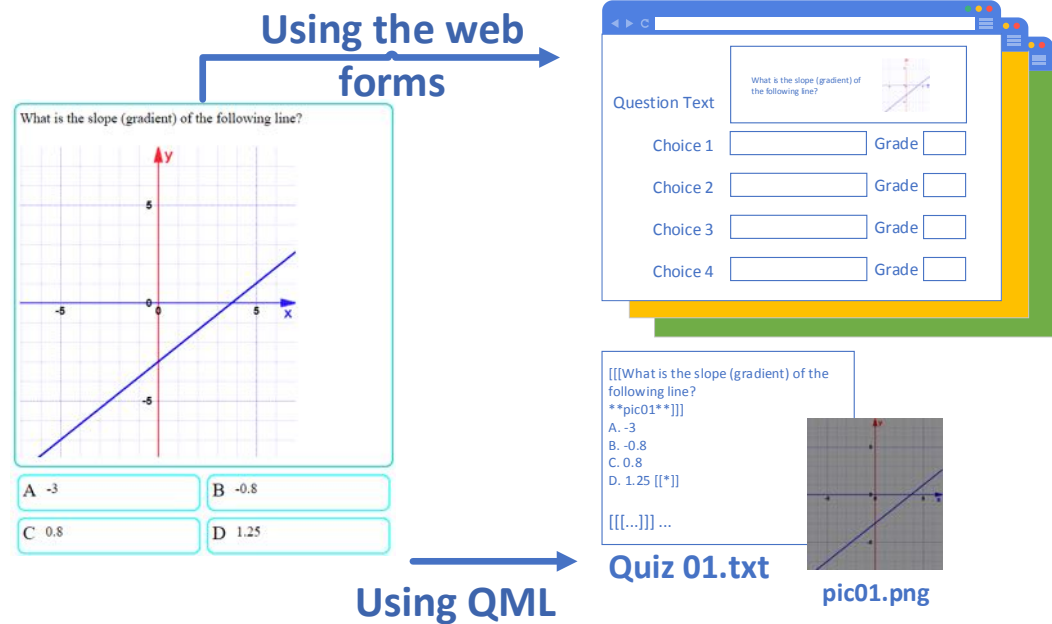 Using the web
forms
What is the slope (gradient) of the following line?
y
5
0
-5
0
5
x
-5
A -3
B -0.8
C 0.8
D 1.25
Question Text
What is the slope (gradient) of
the following line?
Choice 1
Grade
Choice 2
Grade
Choice 3
Grade
Choice 4
Grade
[[[What is the slope (gradient) of the
following line?
**pic01**]]]
A. -3
B. -0.8
C. 0.8
D. 1.25 [[*]]
[[[...]]] ...
Quiz 01.txt
y
pic01.png
Using QML